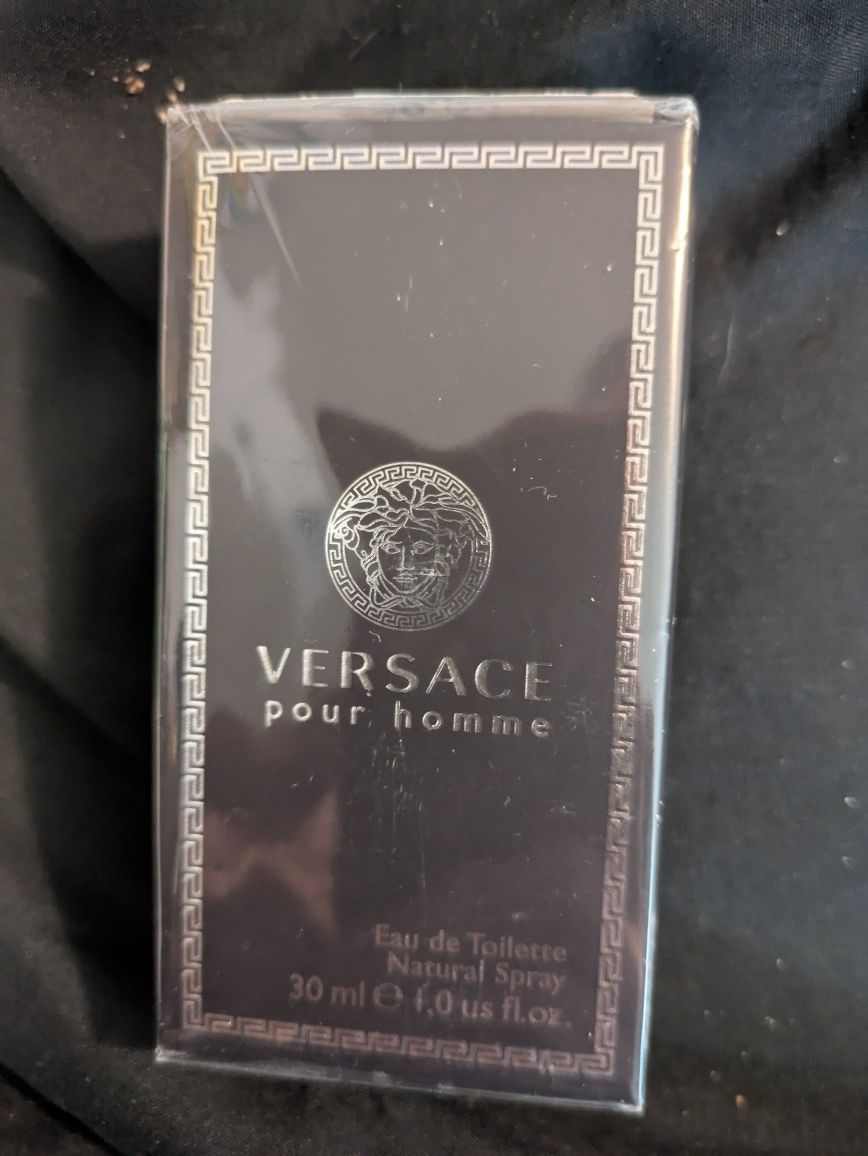 VERSACE
pour homme
Eau de Toilette
Natural Spray
30 ml ℮ 1.0 us fl.oz.